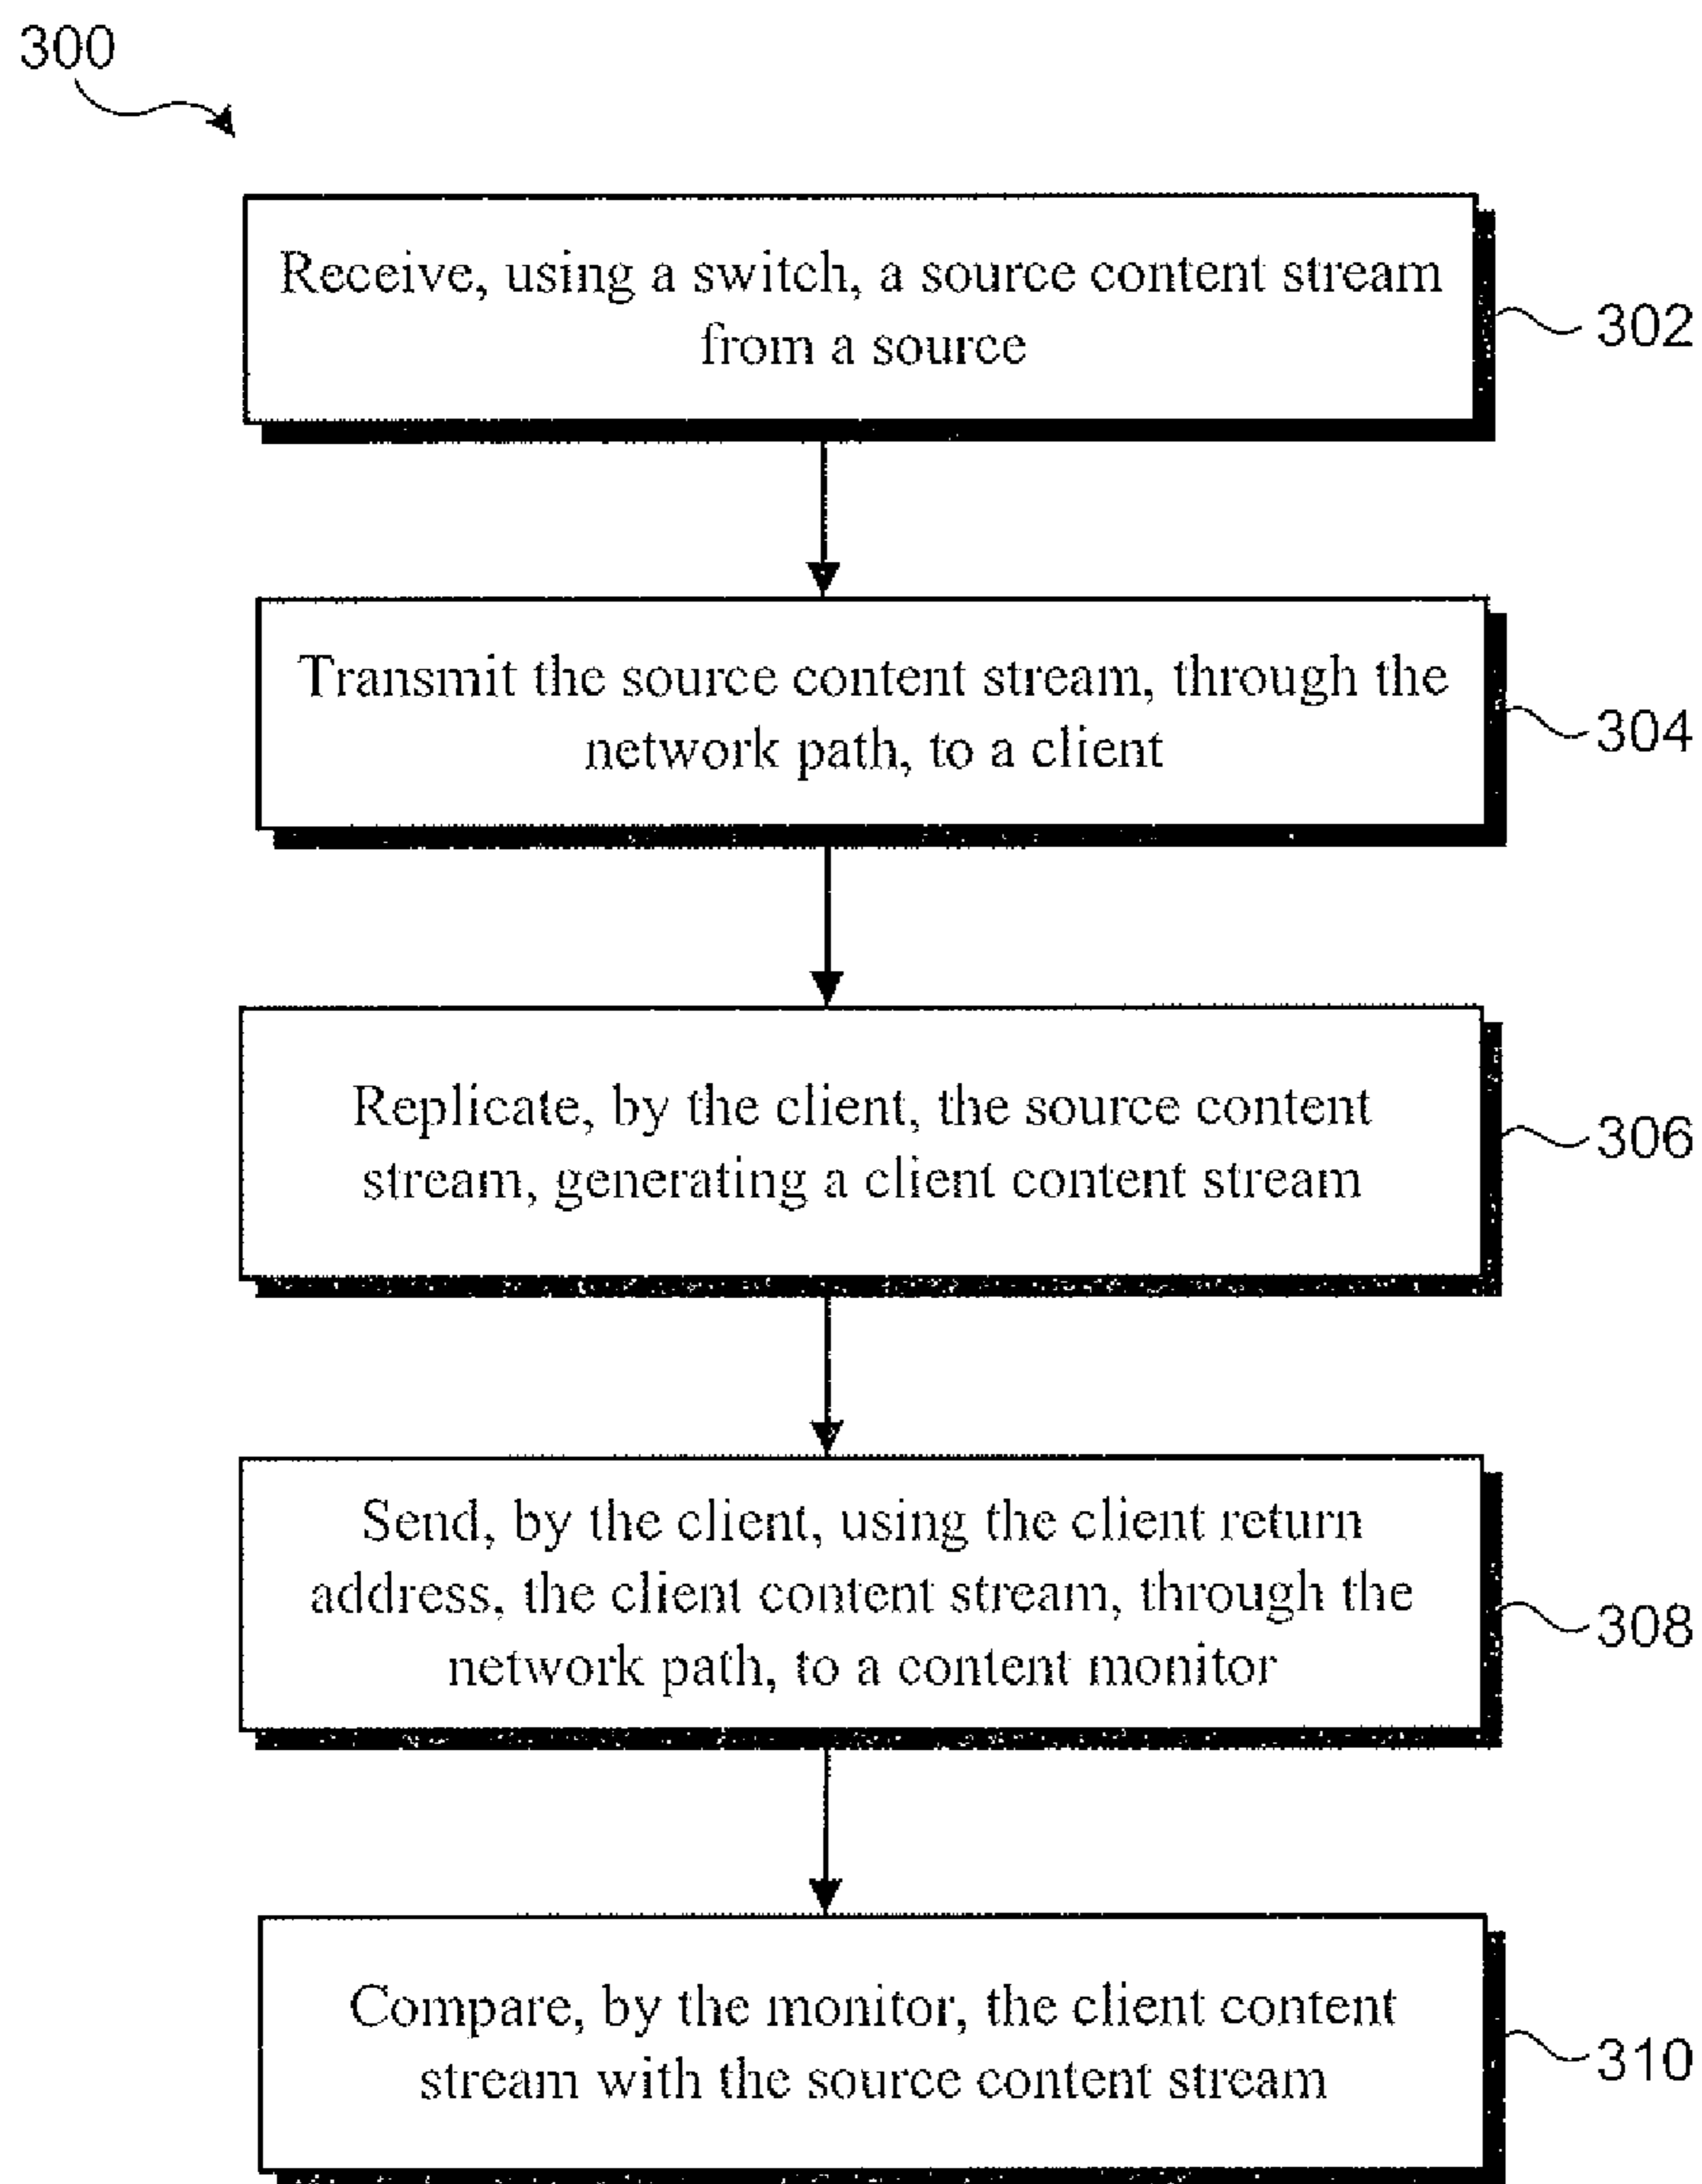 300
Receive, using a switch, a source content stream
from a source
302
Transmit the source content stream, through the
network path, to a client
304
Replicate, by the client, the source content
stream, generating a client content stream
306
Send, by the client, using the client return
address, the client content stream, through the
network path, to a content monitor
308
Compare, by the monitor, the client content
stream with the source content stream
310